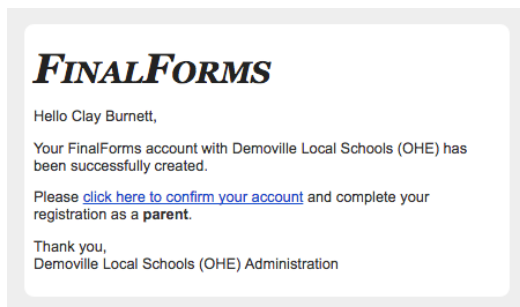 FINALFORMS
Hello Clay Burnett,
Your FinalForms account with Demoville Local Schools (OHE) has
been successfully created.
Please click here to confirm your account and complete your
registration as a parent.
Thank you,
Demoville Local Schools (OHE) Administration